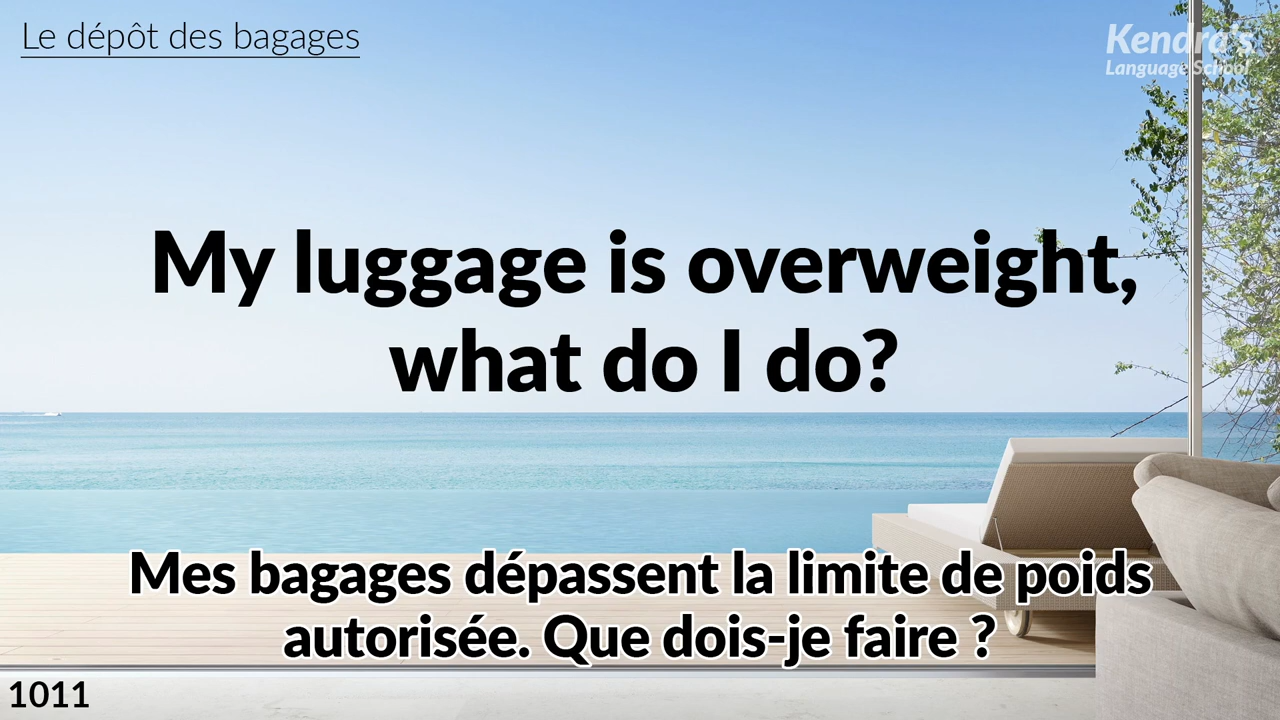 Le dépôt des bagages
Kendra's
Language School
My luggage is overweight,
what do I do?
Mes bagages dépassent la limite de poids
autorisée. Que dois-je faire ?
1011